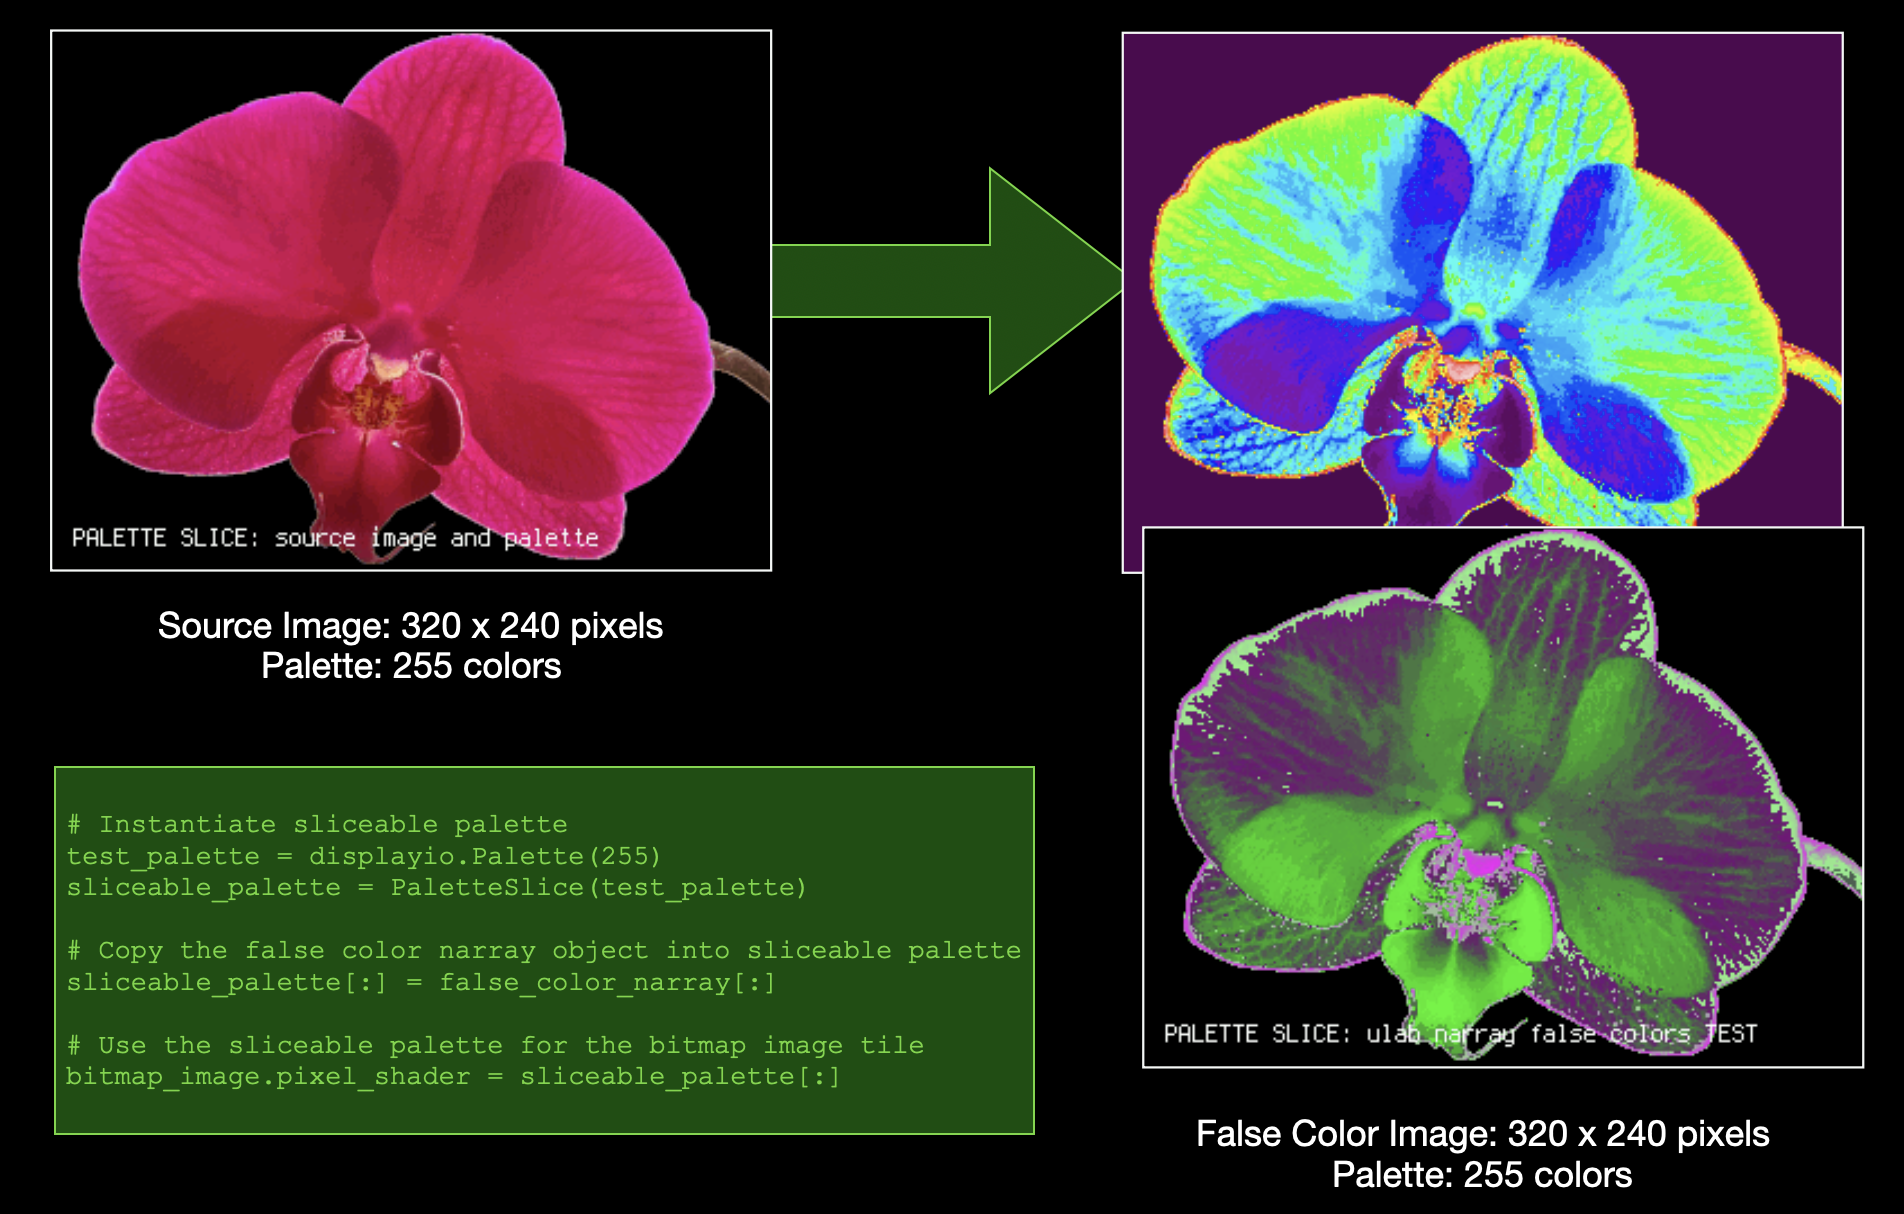 PALETTE SLICE: source image and palette
Source Image: 320 x 240 pixels
Palette: 255 colors
# Instantiate sliceable palette
test_palette = displayio.Palette(255)
sliceable_palette = PaletteSlice(test_palette)
# Copy the false color narray object into sliceable palette
sliceable_palette[:] = false_color_narray[:]
# Use the sliceable palette for the bitmap image tile
bitmap_image.pixel_shader = sliceable_palette[:]
PALETTE SLICE: ulab narray false colors TEST
False Color Image: 320 x 240 pixels
Palette: 255 colors